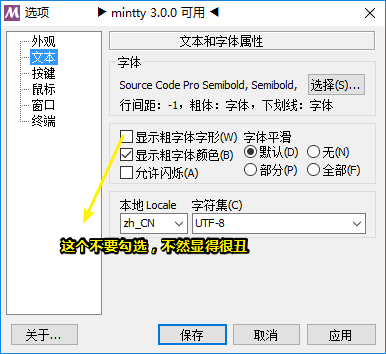 选项
▶ mintty 3.0.0 可用 ◀
外观
文本
按键
鼠标
窗口
终端
文本和字体属性
字体
Source Code Pro Semibold, Semibold,
选择(S)...
行间距：-1，粗体：字体，下划线：字体
显示粗字体字形(W)
显示粗字体颜色(B)
允许闪烁(A)
字体平滑
默认(D)
无(N)
部分(P)
全部(F)
本地 Locale
字符集(C)
zh_CN
UTF-8
这个不要勾选，不然显得很丑
关于...
保存
取消
应用